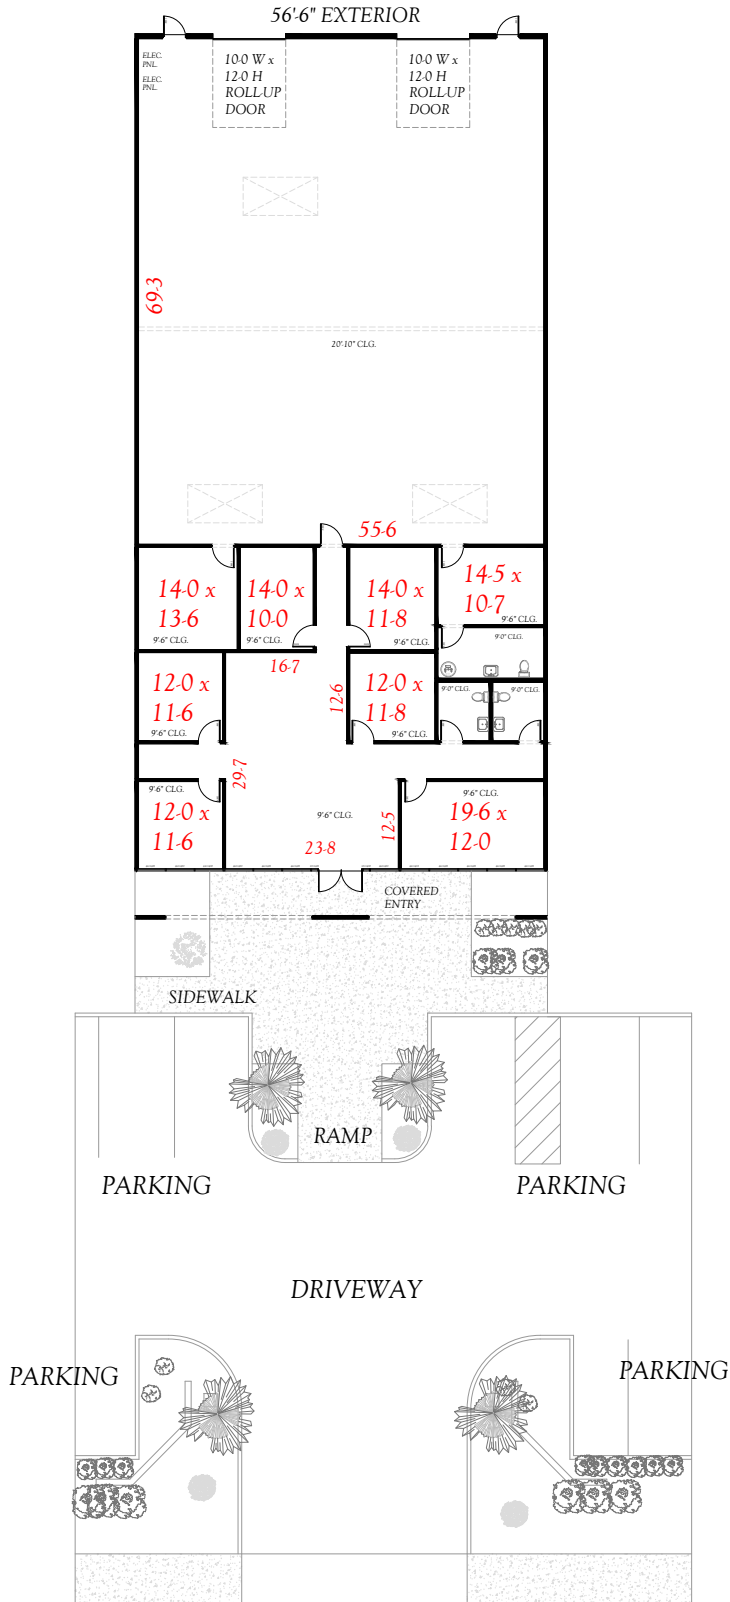 56'-6" EXTERIOR
ELEC.
PNL.
ELEC.
PNL.
10-0 W x
12-0 H
ROLL-UP
DOOR
10-0 W x
12-0 H
ROLL-UP
DOOR
69-3
20'-10" CLG.
55-6
14-0 x
13-6
9'-6" CLG.
14-0 x
10-0
9'-6" CLG.
14-0 x
11-8
9'-6" CLG.
14-5 x
10-7
9'-6" CLG.
9'-0" CLG.
16-7
12-6
12-0 x
11-6
9'-6" CLG.
12-0 x
11-8
9'-6" CLG.
9'-0" CLG.
9'-0" CLG.
29-7
9'-6" CLG.
12-0 x
11-6
9'-6" CLG.
23-8
12-5
9'-6" CLG.
19-6 x
12-0
COVERED
ENTRY
SIDEWALK
RAMP
PARKING
PARKING
DRIVEWAY
PARKING
PARKING